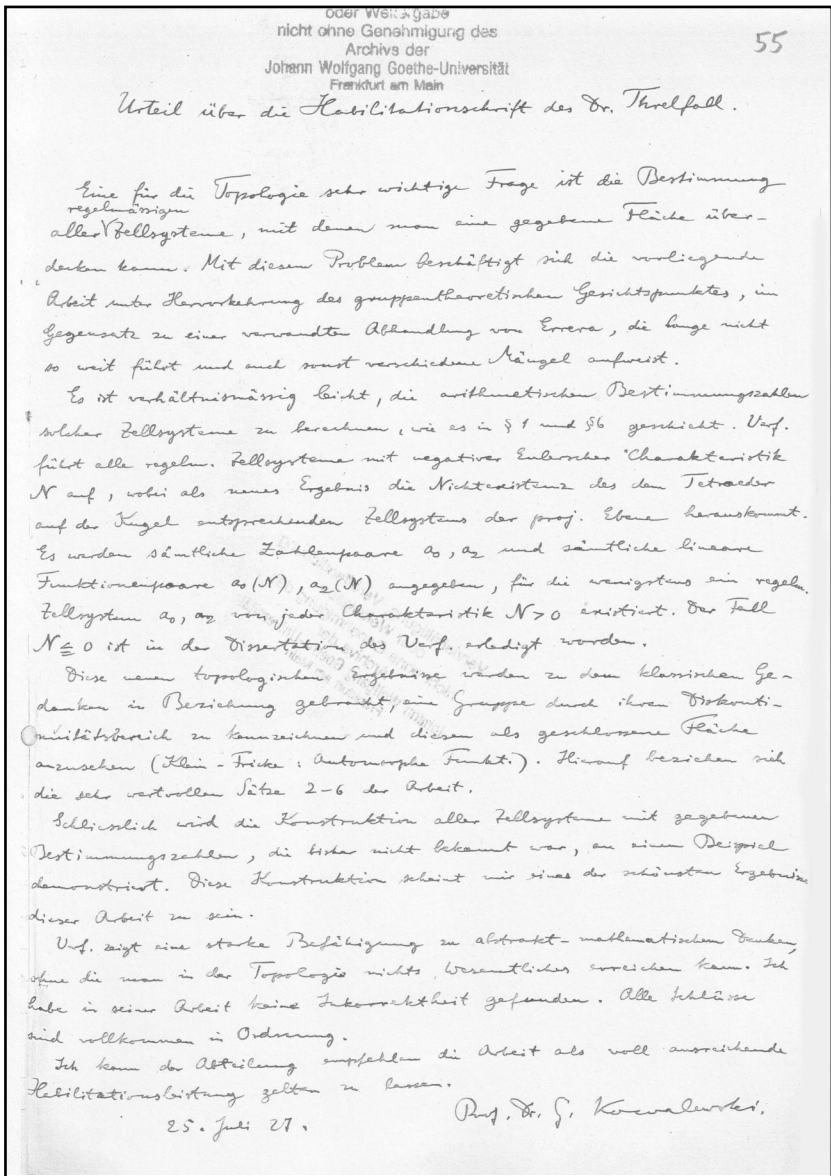 oder Weitergabe
nicht ohne Genehmigung des
Archivs der
Johann Wolfgang Goethe-Universität
Frankfurt am Main
55
Urteil über die Habilitationsschrift des Dr. Threlfall.
Eine für die Topologie sehr wichtige Frage ist die Bestimmung
regelmässigen
aller Zellsysteme, mit denen man eine gegebene Fläche über-
decken kann. Mit diesem Problem beschäftigt sich die vorliegende
Arbeit unter Hervorkehrung des gruppentheoretischen Gesichtspunktes, im
Gegensatz zu einer verwandten Abhandlung von Errera, die lange nicht
so weit führt und auch sonst verschiedene Mängel aufweist.
Es ist verhältnismässig leicht, die arithmetischen Bestimmungszahlen
solcher Zellsysteme zu berechnen, wie es in § 1 und § 6 geschieht. Verf.
führt alle regelm. Zellsysteme mit negativer Eulerscher Charakteristik
N auf, wobei als neues Ergebnis die Nichtexistenz des dem Tetraeder
auf der Kugel entsprechenden Zellsystems der proj. Ebene herauskommt.
Es werden sämtliche Zahlenpaare a₀, a₂ und sämtliche lineare
Funktionenpaare a₀(N), a₂(N) angegeben, für die wenigstens ein regelm.
Zellsystem a₀, a₂ von jeder Charakteristik N > 0 existiert. Der Fall
N ≦ 0 ist in der Dissertation des Verf. erledigt worden.
Diese neuen topologischen Ergebnisse werden zu dem klassischen Ge-
danken in Beziehung gebracht, eine Gruppe durch ihren Diskonti-
nuitätsbereich zu kennzeichnen und diesen als geschlossene Fläche
anzusehen (Klein-Fricke: Automorphe Funkt.). Hierauf beziehen sich
die sehr wertvollen Sätze 2-6 der Arbeit.
Schliesslich wird die Konstruktion aller Zellsysteme mit gegebenen
Bestimmungszahlen, die bisher nicht bekannt war, an einem Beispiel
demonstriert. Diese Konstruktion scheint mir eines der schönsten Ergebnisse
dieser Arbeit zu sein.
Verf. zeigt eine starke Befähigung zu abstrakt-mathematischem Denken,
ohne die man in der Topologie nichts Wesentliches erreichen kann. Ich
habe in seiner Arbeit keine Inkorrektheit gefunden. Alle Schlüsse
sind vollkommen in Ordnung.
Ich kann der Abteilung empfehlen die Arbeit als voll ausreichende
Habilitationsleistung gelten zu lassen.
25. Juli 27.
Prof. Dr. G. Kowalewski.